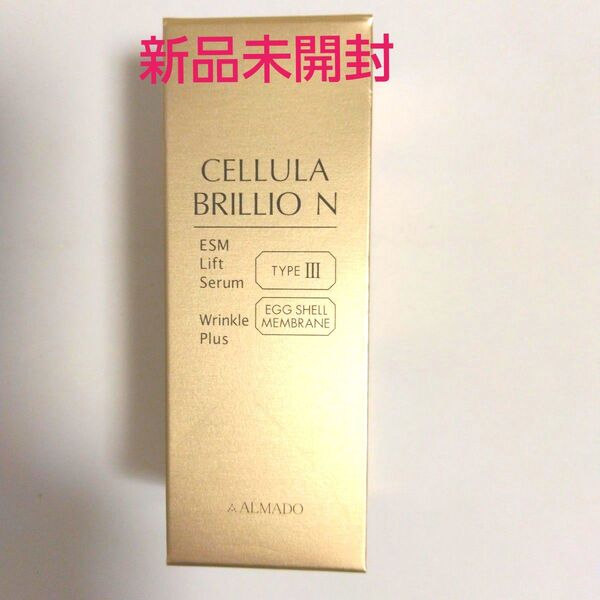 新品未開封
CELLULA
BRILLIO N
ESM
Lift
Serum
TYPE III
Wrinkle
Plus
EGG SHELL
MEMBRANE
ALMADO